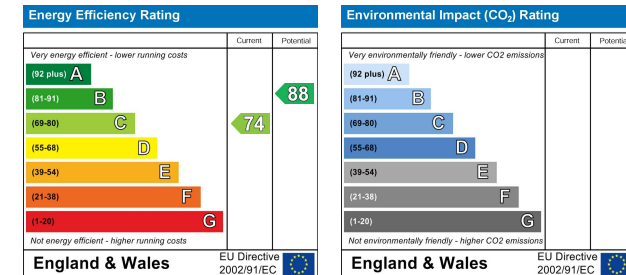 Energy Efficiency Rating
Current Potential
Very energy efficient - lower running costs
(92 plus) A
(81-91) B
88
(69-80) C
74
(55-68) D
(39-54) E
(21-38) F
(1-20) G
Not energy efficient - higher running costs
England & Wales
EU Directive
2002/91/EC
Environmental Impact (CO₂) Rating
Current Potential
Very environmentally friendly - lower CO2 emissions
(92 plus) A
(81-91) B
(69-80) C
(55-68) D
(39-54) E
(21-38) F
(1-20) G
Not environmentally friendly - higher CO2 emissions
England & Wales
EU Directive
2002/91/EC